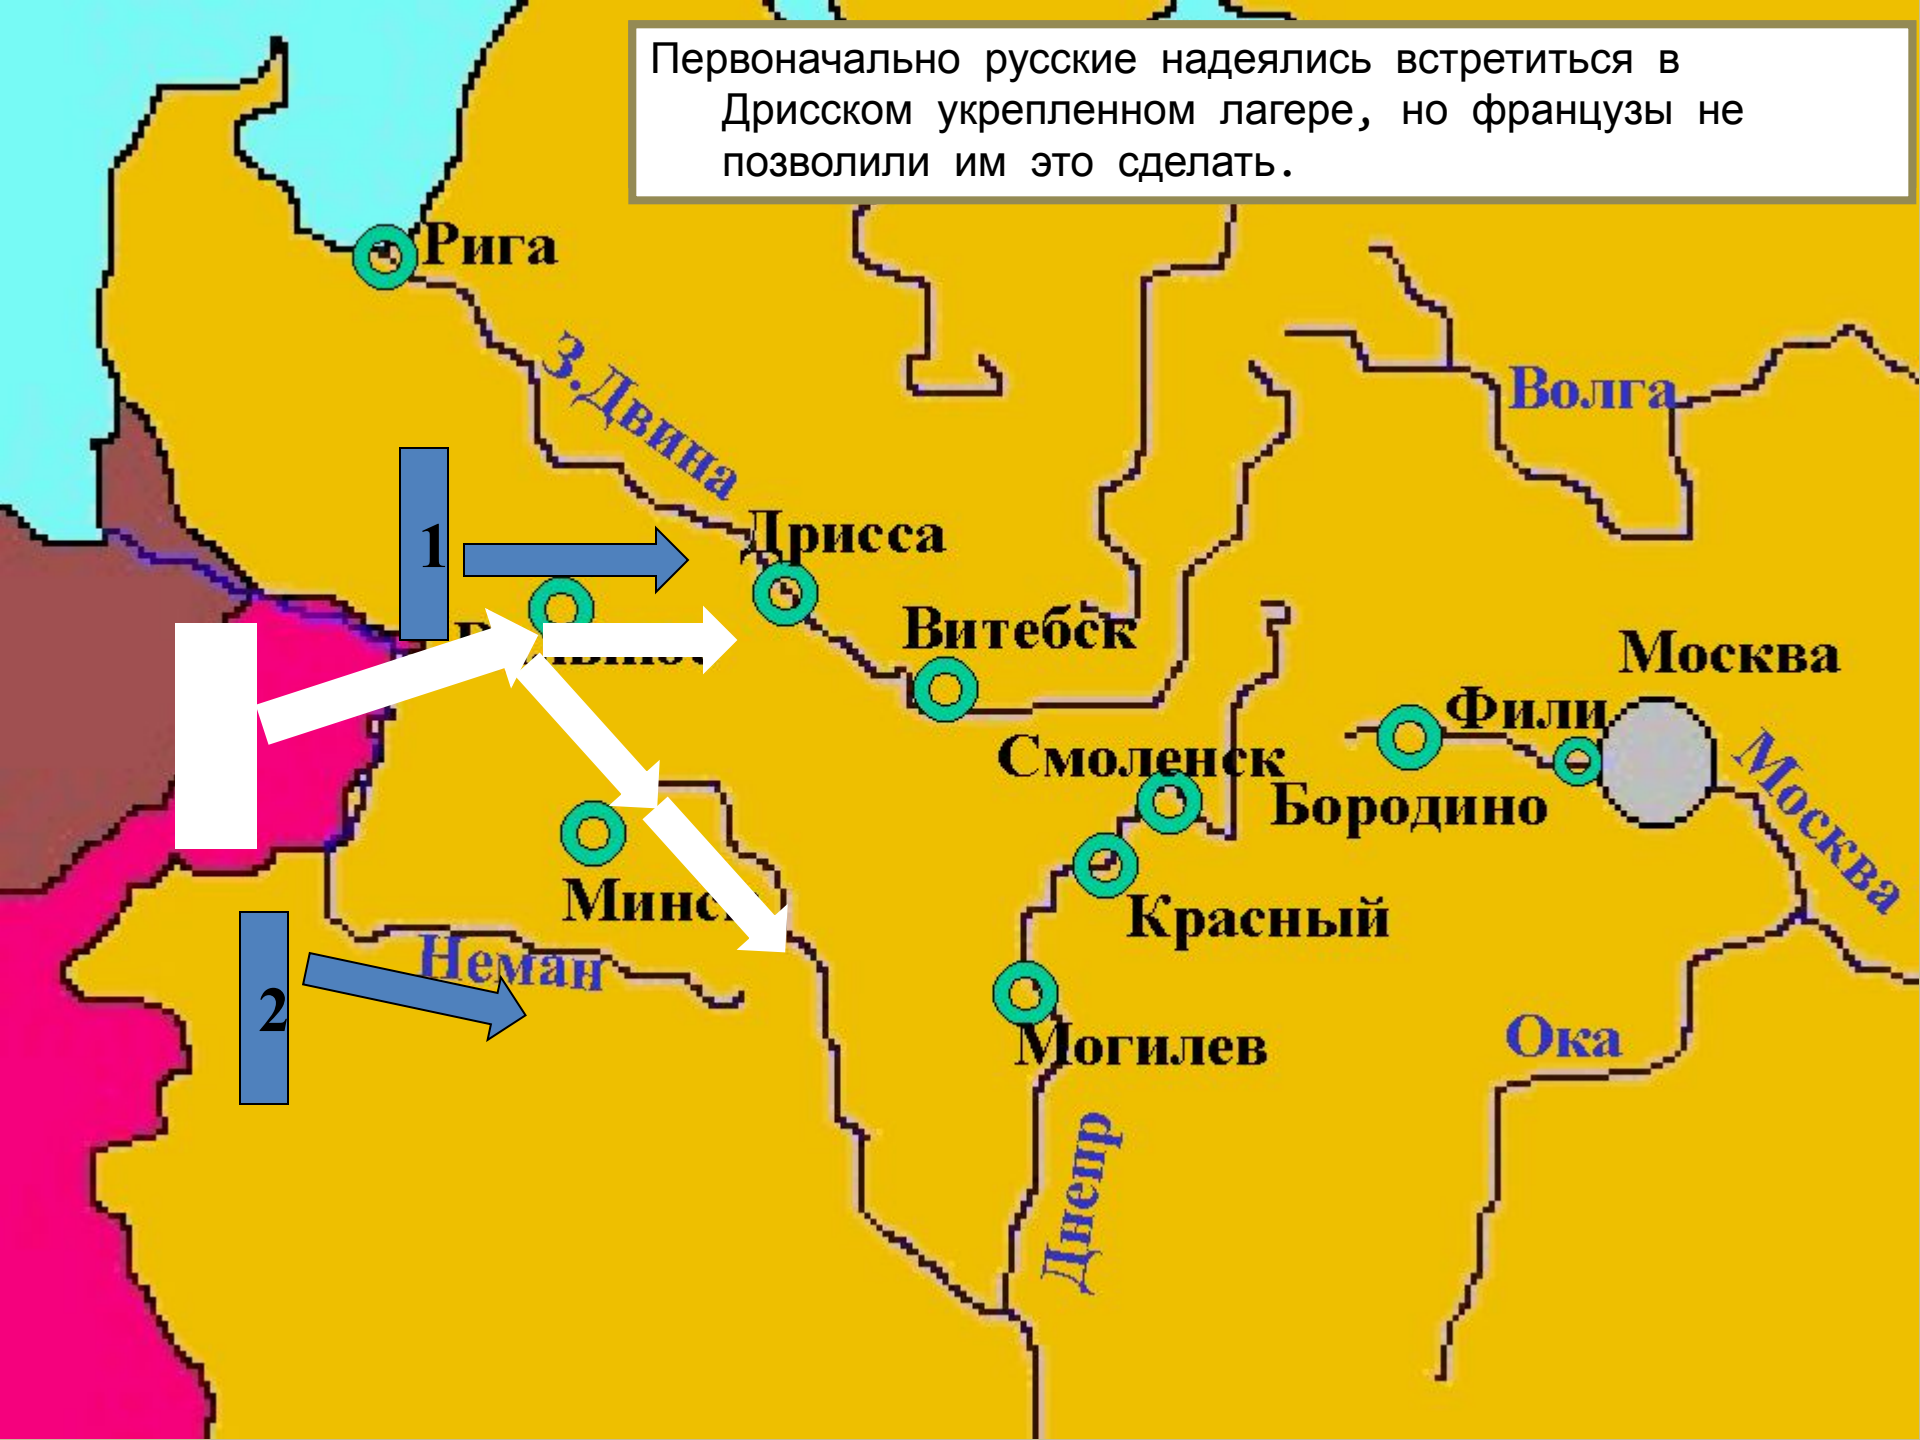 Первоначально русские надеялись встретиться в
Дрисском укрепленном лагере, но французы не
позволили им это сделать.
Рига
З.Двина
Волга
Дрисса
1
Витебск
Москва
Фили
Смоленск
Бородино
Москва
Минск
Красный
Неман
2
Могилев
Ока
Днепр